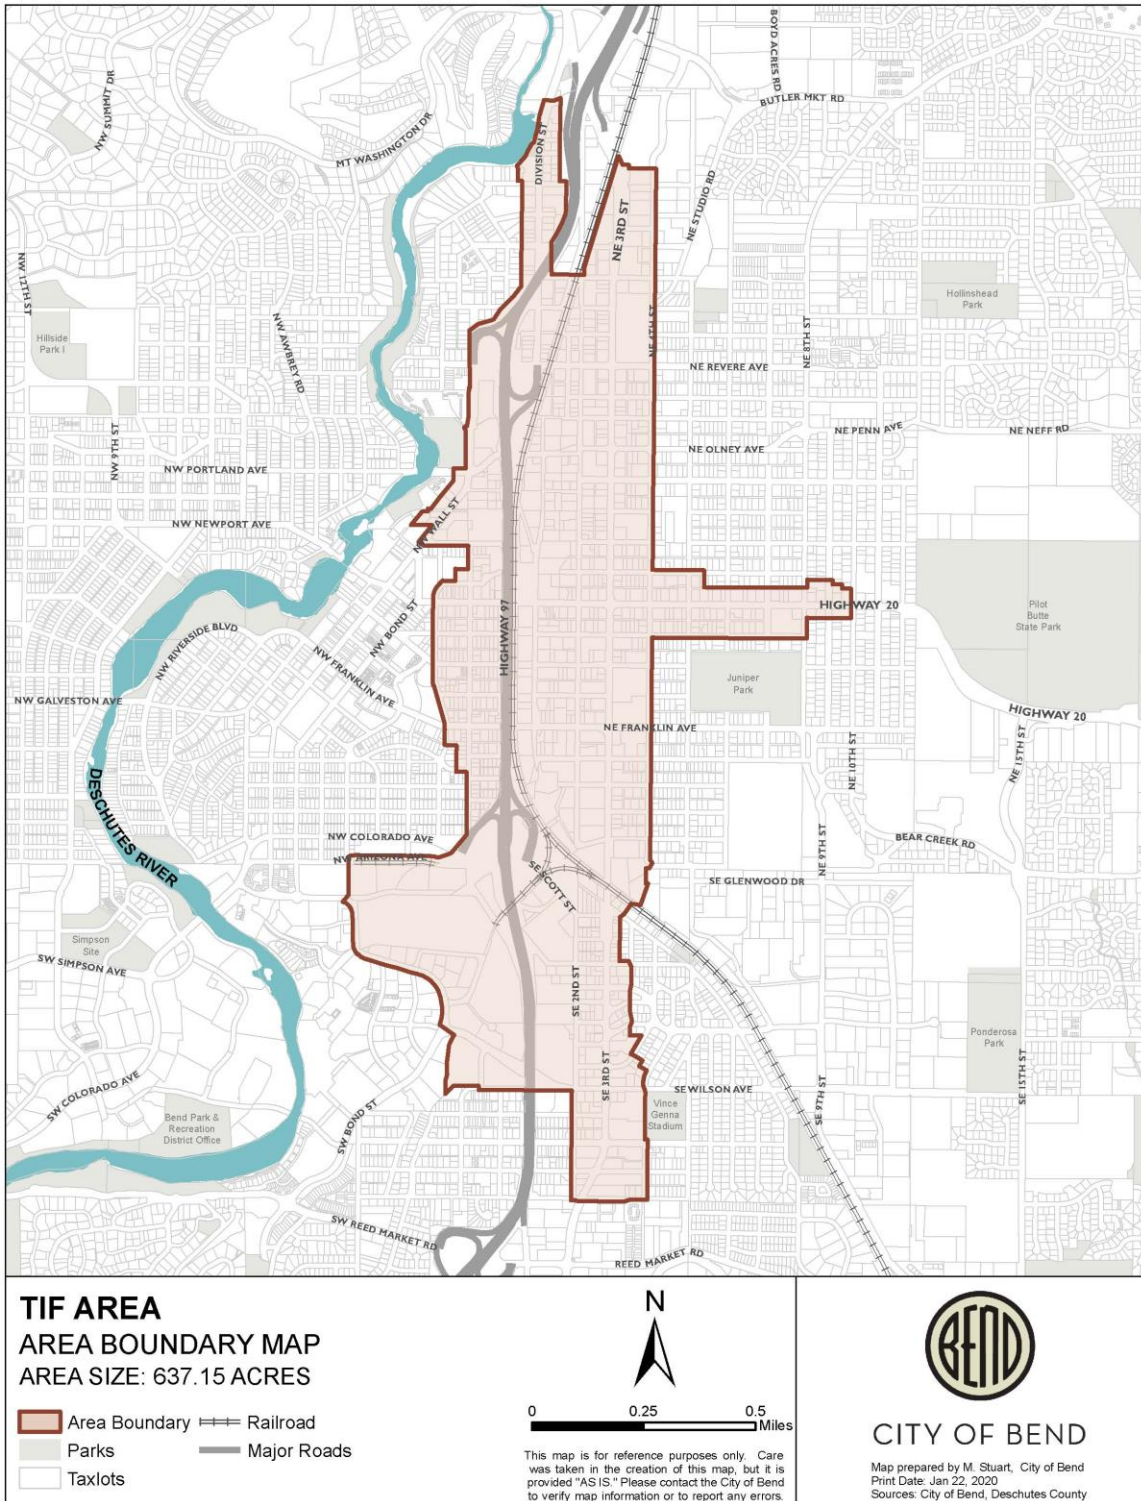 BOYD ACRES RD
BUTLER MKT RD
NW SUMMIT DR
MT WASHINGTON DR
DIVISION ST
NE STUDIO RD
NE 3RD ST
NW 12TH ST
Hollinshead
Park
Hillside
Park I
NW AWBREY RD
NE 4TH ST
NE 8TH ST
NE REVERE AVE
NW 9TH ST
NE PENN AVE
NE NEFF RD
NE OLNEY AVE
NW PORTLAND AVE
NW NEWPORT AVE
NW WALL ST
HIGHWAY 20
Pilot
Butte
State Park
NW BOND ST
HIGHWAY 97
NW RIVERSIDE BLVD
NW FRANKLIN AVE
Juniper
Park
NW GALVESTON AVE
HIGHWAY 20
NE FRANKLIN AVE
NE 10TH ST
NE 15TH ST
DESCHUTES RIVER
NW COLORADO AVE
NW ARIZONA AVE
NE 9TH ST
BEAR CREEK RD
SE SCOTT ST
SE GLENWOOD DR
Simpson
Site
SW SIMPSON AVE
SE 2ND ST
Ponderosa
Park
SW COLORADO AVE
SE 3RD ST
SE WILSON AVE
SE 9TH ST
SE 15TH ST
Bend Park &
Recreation
District Office
SW BOND ST
Vince
Genna
Stadium
SW REED MARKET RD
REED MARKET RD
TIF AREA
AREA BOUNDARY MAP
AREA SIZE: 637.15 ACRES
Area Boundary
Railroad
Parks
Major Roads
Taxlots
N
0 0.25 0.5
Miles
This map is for reference purposes only. Care
was taken in the creation of this map, but it is
provided "AS IS." Please contact the City of Bend
to verify map information or to report any errors.
BEND
CITY OF BEND
Map prepared by M. Stuart, City of Bend
Print Date: Jan 22, 2020
Sources: City of Bend, Deschutes County